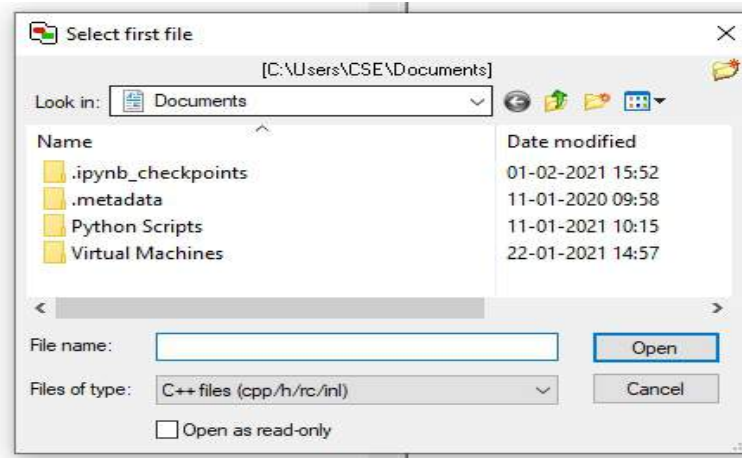 Select first file
[C:\Users\CSE\Documents]
Look in: Documents
Name Date modified
.ipynb_checkpoints 01-02-2021 15:52
.metadata 11-01-2020 09:58
Python Scripts 11-01-2021 10:15
Virtual Machines 22-01-2021 14:57
File name: Open
Files of type: C++ files (cpp/h/rc/inl) Cancel
Open as read-only